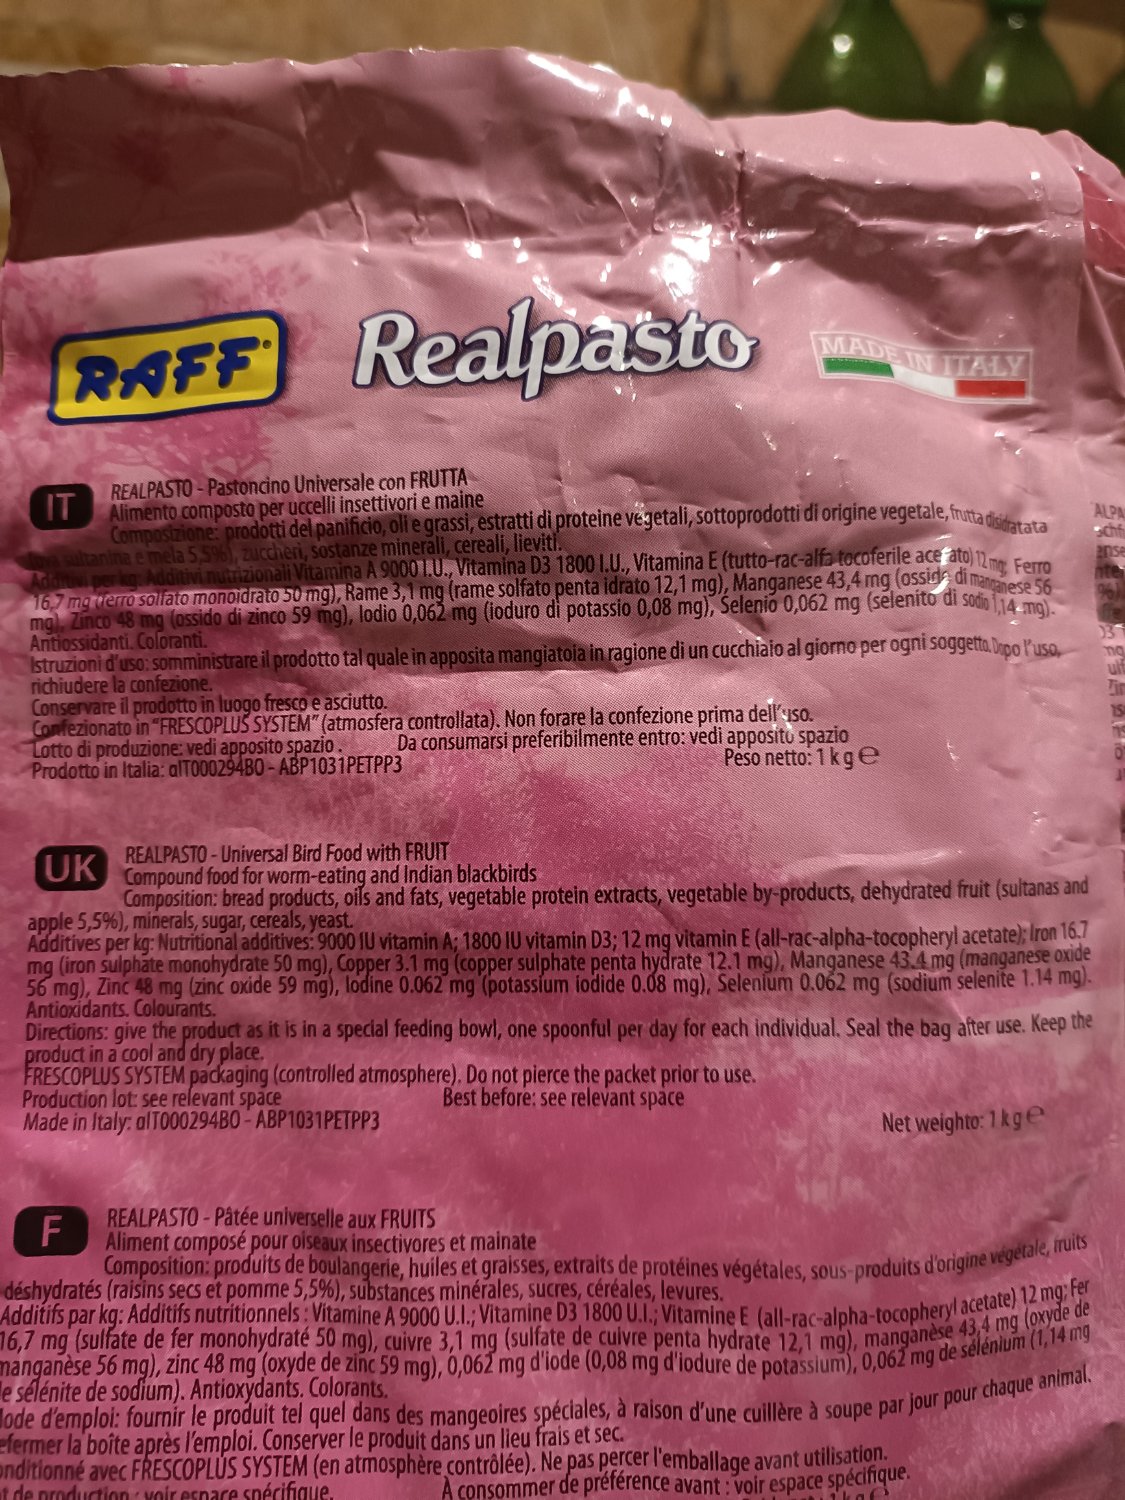 RAFF
Realpasto
MADE IN ITALY
IT
REALPASTO - Pastoncino Universale con FRUTTA
Alimento composto per uccelli insettivori e maine
Composizione: prodotti del panificio, oli e grassi, estratti di proteine vegetali, sottoprodotti di origine vegetale, frutta disidratata
sultanina e mela 5,5%), zuccheri, sostanze minerali, cereali, lieviti.
Additivi per kg: Additivi nutrizionali Vitamina A 9000 I.U., Vitamina D3 1800 I.U., Vitamina E (tutto-rac-alfa tocoferile acetato) 12 mg; Ferro
16,7 mg (ferro solfato monoidrato 50 mg), Rame 3,1 mg (rame solfato penta idrato 12,1 mg), Manganese 43,4 mg (ossido di manganese 56
mg), Zinco 48 mg (ossido di zinco 59 mg), Iodio 0,062 mg (ioduro di potassio 0,08 mg), Selenio 0,062 mg (selenito di sodio 1,14 mg).
Antiossidanti. Coloranti.
Istruzioni d'uso: somministrare il prodotto tal quale in apposita mangiatoia in ragione di un cucchiaio al giorno per ogni soggetto. Dopo l'uso,
richiudere la confezione.
Conservare il prodotto in luogo fresco e asciutto.
Confezionato in “FRESCOPLUS SYSTEM” (atmosfera controllata). Non forare la confezione prima dell'uso.
Lotto di produzione: vedi apposito spazio. Da consumarsi preferibilmente entro: vedi apposito spazio
Prodotto in Italia: αIT000294BO - ABP1031PETPP3 Peso netto: 1 kg ℮
UK
REALPASTO - Universal Bird Food with FRUIT
Compound food for worm-eating and Indian blackbirds
Composition: bread products, oils and fats, vegetable protein extracts, vegetable by-products, dehydrated fruit (sultanas and
apple 5,5%), minerals, sugar, cereals, yeast.
Additives per kg: Nutritional additives: 9000 IU vitamin A; 1800 IU vitamin D3; 12 mg vitamin E (all-rac-alpha-tocopheryl acetate); Iron 16.7
mg (iron sulphate monohydrate 50 mg), Copper 3.1 mg (copper sulphate penta hydrate 12.1 mg), Manganese 43.4 mg (manganese oxide
56 mg), Zinc 48 mg (zinc oxide 59 mg), Iodine 0.062 mg (potassium iodide 0.08 mg), Selenium 0.062 mg (sodium selenite 1.14 mg).
Antioxidants. Colourants.
Directions: give the product as it is in a special feeding bowl, one spoonful per day for each individual. Seal the bag after use. Keep the
product in a cool and dry place.
FRESCOPLUS SYSTEM packaging (controlled atmosphere). Do not pierce the packet prior to use.
Production lot: see relevant space Best before: see relevant space
Made in Italy: αIT000294BO - ABP1031PETPP3 Net weighto: 1 kg ℮
F
REALPASTO - Pâtée universelle aux FRUITS
Aliment composé pour oiseaux insectivores et mainate
Composition: produits de boulangerie, huiles et graisses, extraits de protéines végétales, sous-produits d'origine végétale, fruits
déshydratés (raisins secs et pomme 5,5%), substances minérales, sucres, céréales, levures.
Additifs par kg: Additifs nutritionnels : Vitamine A 9000 U.I.; Vitamine D3 1800 U.I.; Vitamine E (all-rac-alpha-tocopheryl acetate) 12 mg; Fer
16,7 mg (sulfate de fer monohydraté 50 mg), cuivre 3,1 mg (sulfate de cuivre penta hydrate 12,1 mg), manganèse 43,4 mg (oxyde de
manganèse 56 mg), zinc 48 mg (oxyde de zinc 59 mg), 0,062 mg d'iode (0,08 mg d'iodure de potassium), 0,062 mg de sélénium (1,14 mg
de sélénite de sodium). Antioxydants. Colorants.
Mode d'emploi: fournir le produit tel quel dans des mangeoires spéciales, à raison d'une cuillère à soupe par jour pour chaque animal.
efermer la boîte après l'emploi. Conserver le produit dans un lieu frais et sec.
onditionné avec FRESCOPLUS SYSTEM (en atmosphère contrôlée). Ne pas percer l'emballage avant utilisation.
t de production : voir espace spécifique. À consommer de préférence avant : voir espace spécifique.